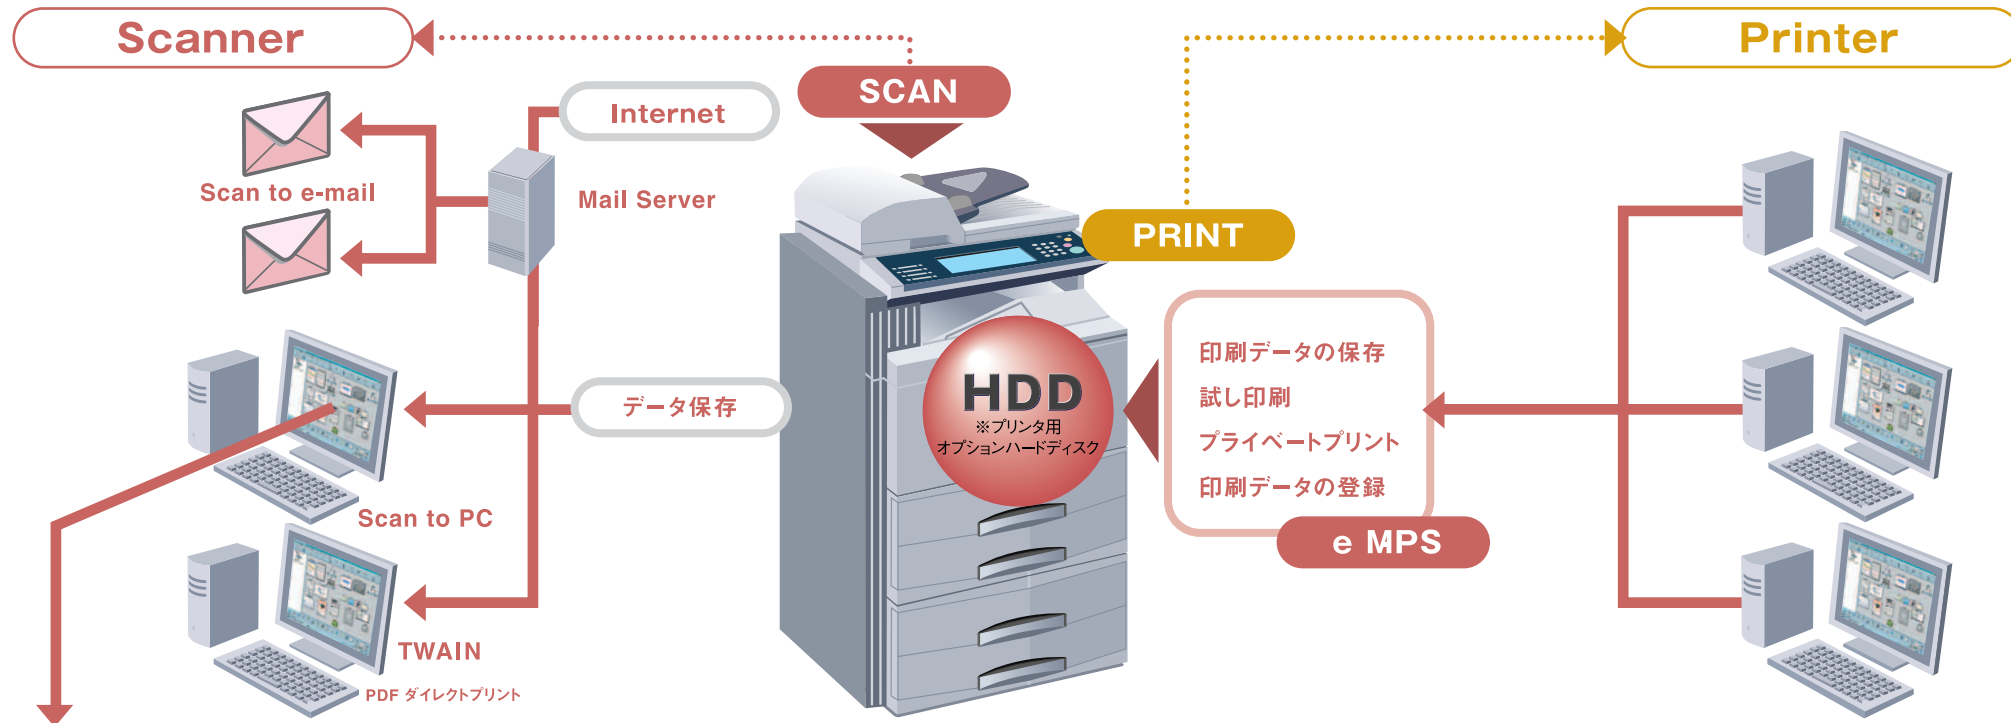 Scanner
Printer
SCAN
Internet
Scan to e-mail
Mail Server
PRINT
印刷データの保存
試し印刷
プライベートプリント
印刷データの登録
HDD
※プリンタ用
オプションハードディスク
データ保存
Scan to PC
e MPS
TWAIN
PDF ダイレクトプリント